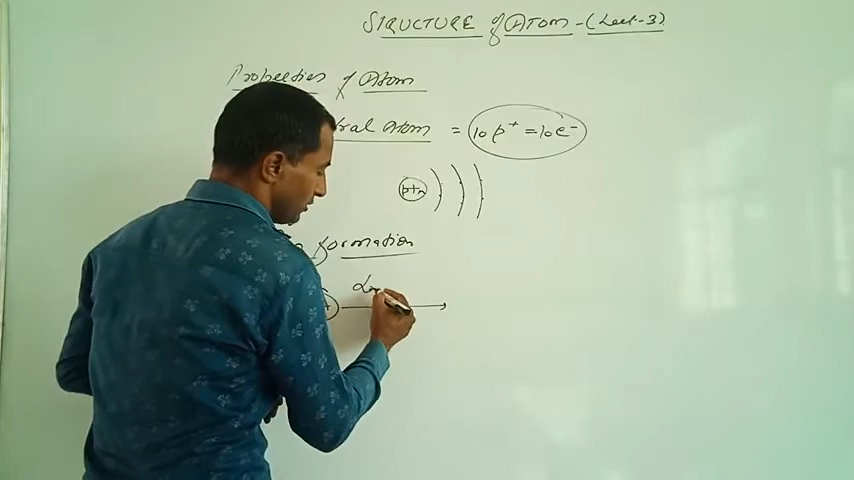 STRUCTURE of ATOM - (Lect-3)
Properties of Atom
ral Atom = 10 p⁺ = 10 e⁻
p+n
formation